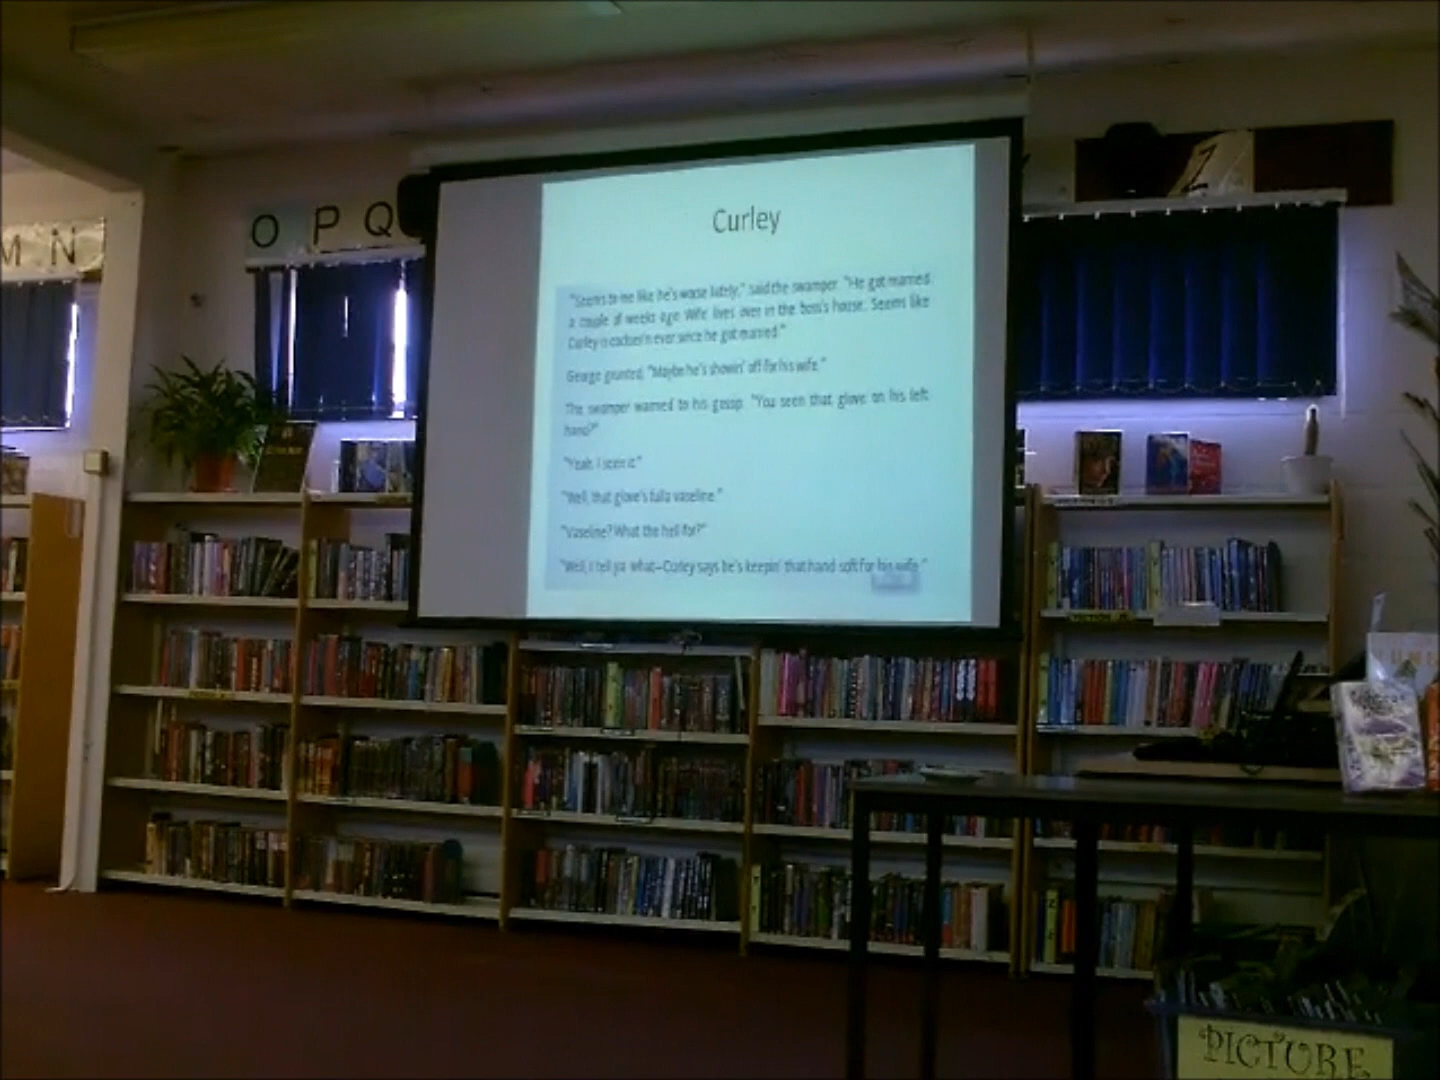 M N
O P Q
Z
Curley
"Seems to me like he's worse lately," said the swamper. "He got married
a couple of weeks ago. Wife lives over in the boss's house. Seems like
Curley is cockier'n ever since he got married."
George grunted, "Maybe he's showin' off for his wife."
The swamper warmed to his gossip. "You seen that glove on his left
hand?"
"Yeah. I seen it."
"Well, that glove's fulla vaseline."
"Vaseline? What the hell for?"
"Well, I tell ya what—Curley says he's keepin' that hand soft for his wife."
PICTURE